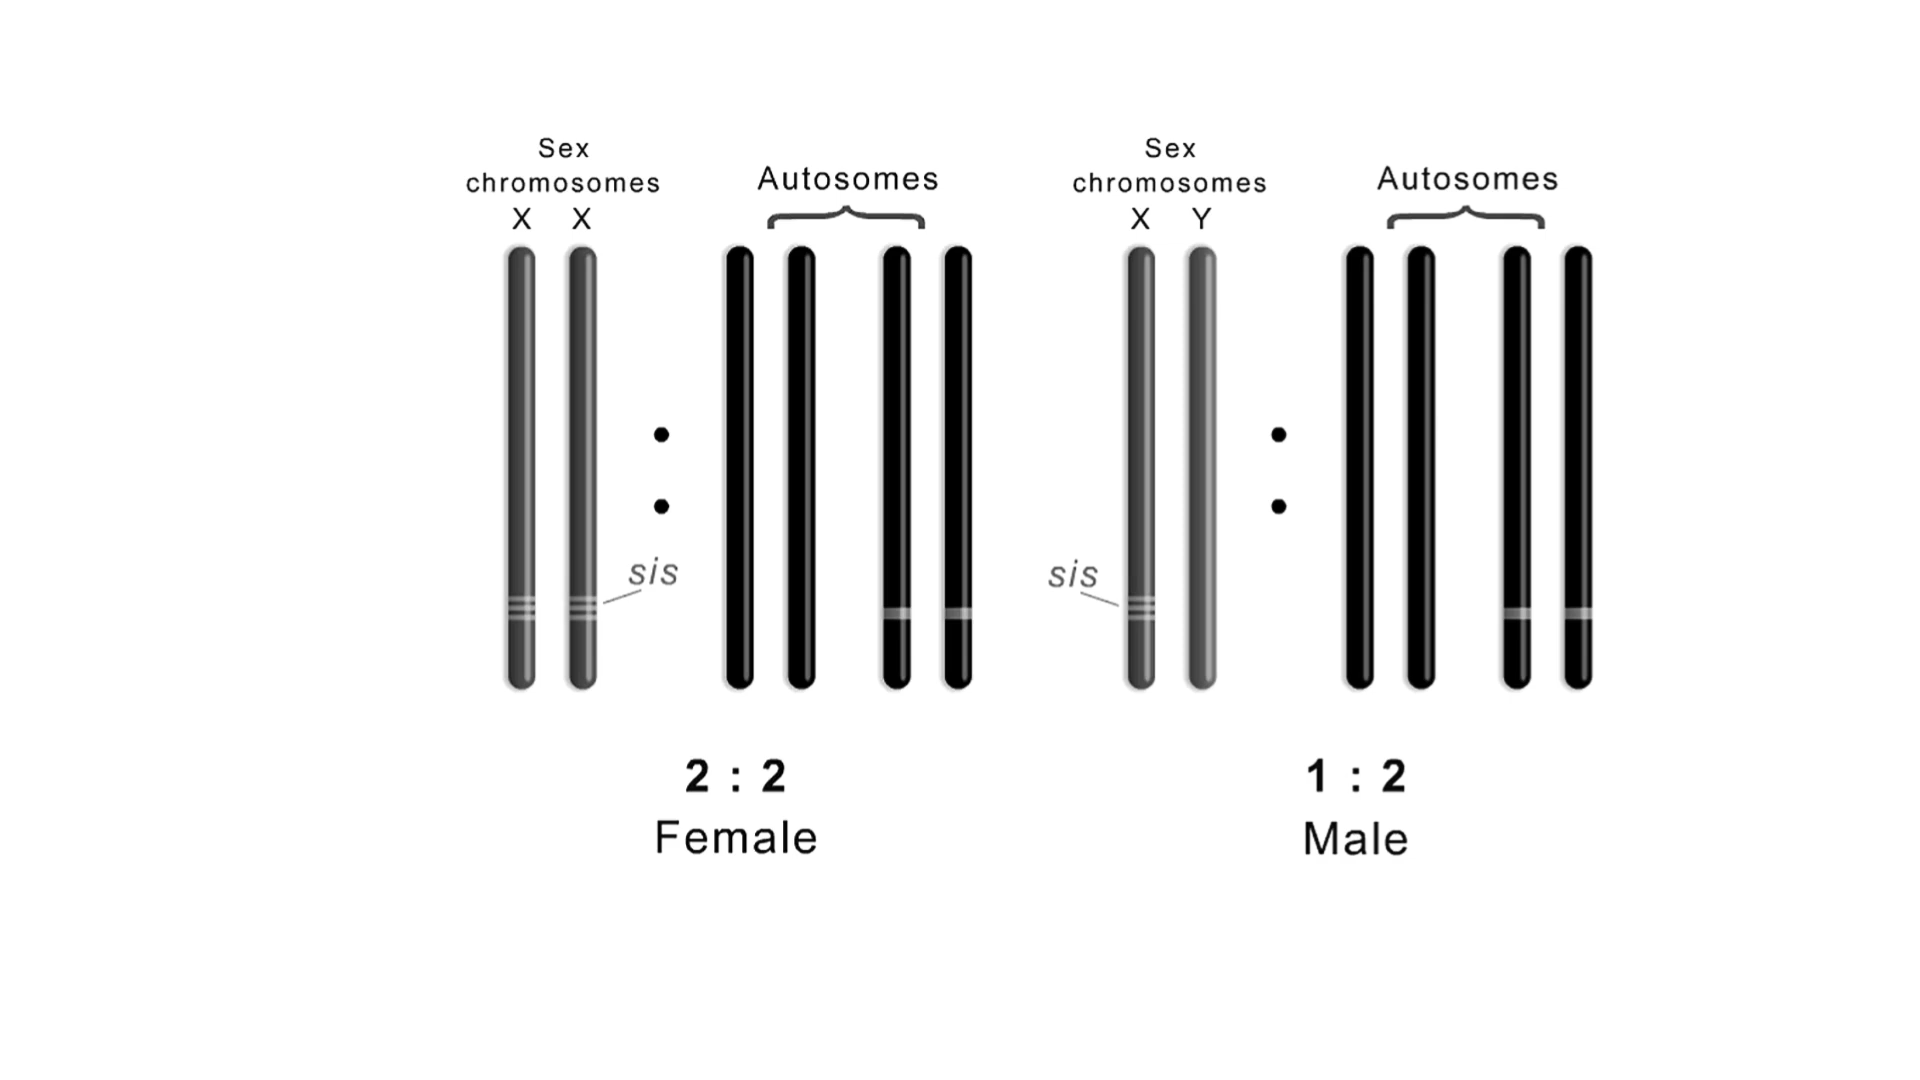 Sex
chromosomes
X X
Autosomes
sis
2 : 2
Female
Sex
chromosomes
X Y
Autosomes
sis
1 : 2
Male